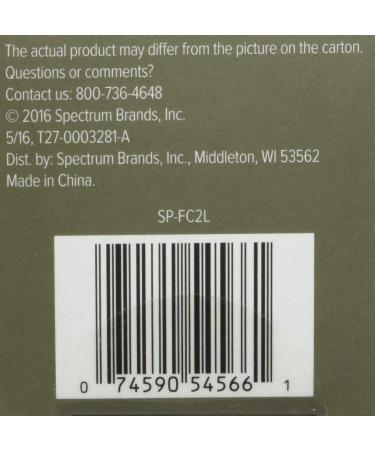 The actual product may differ from the picture on the carton.
Questions or comments?
Contact us: 800-736-4648
© 2016 Spectrum Brands, Inc.
5/16, T27-0003281-A
Dist. by: Spectrum Brands, Inc., Middleton, WI 53562
Made in China.
SP-FC2L
0 74590 54566 1